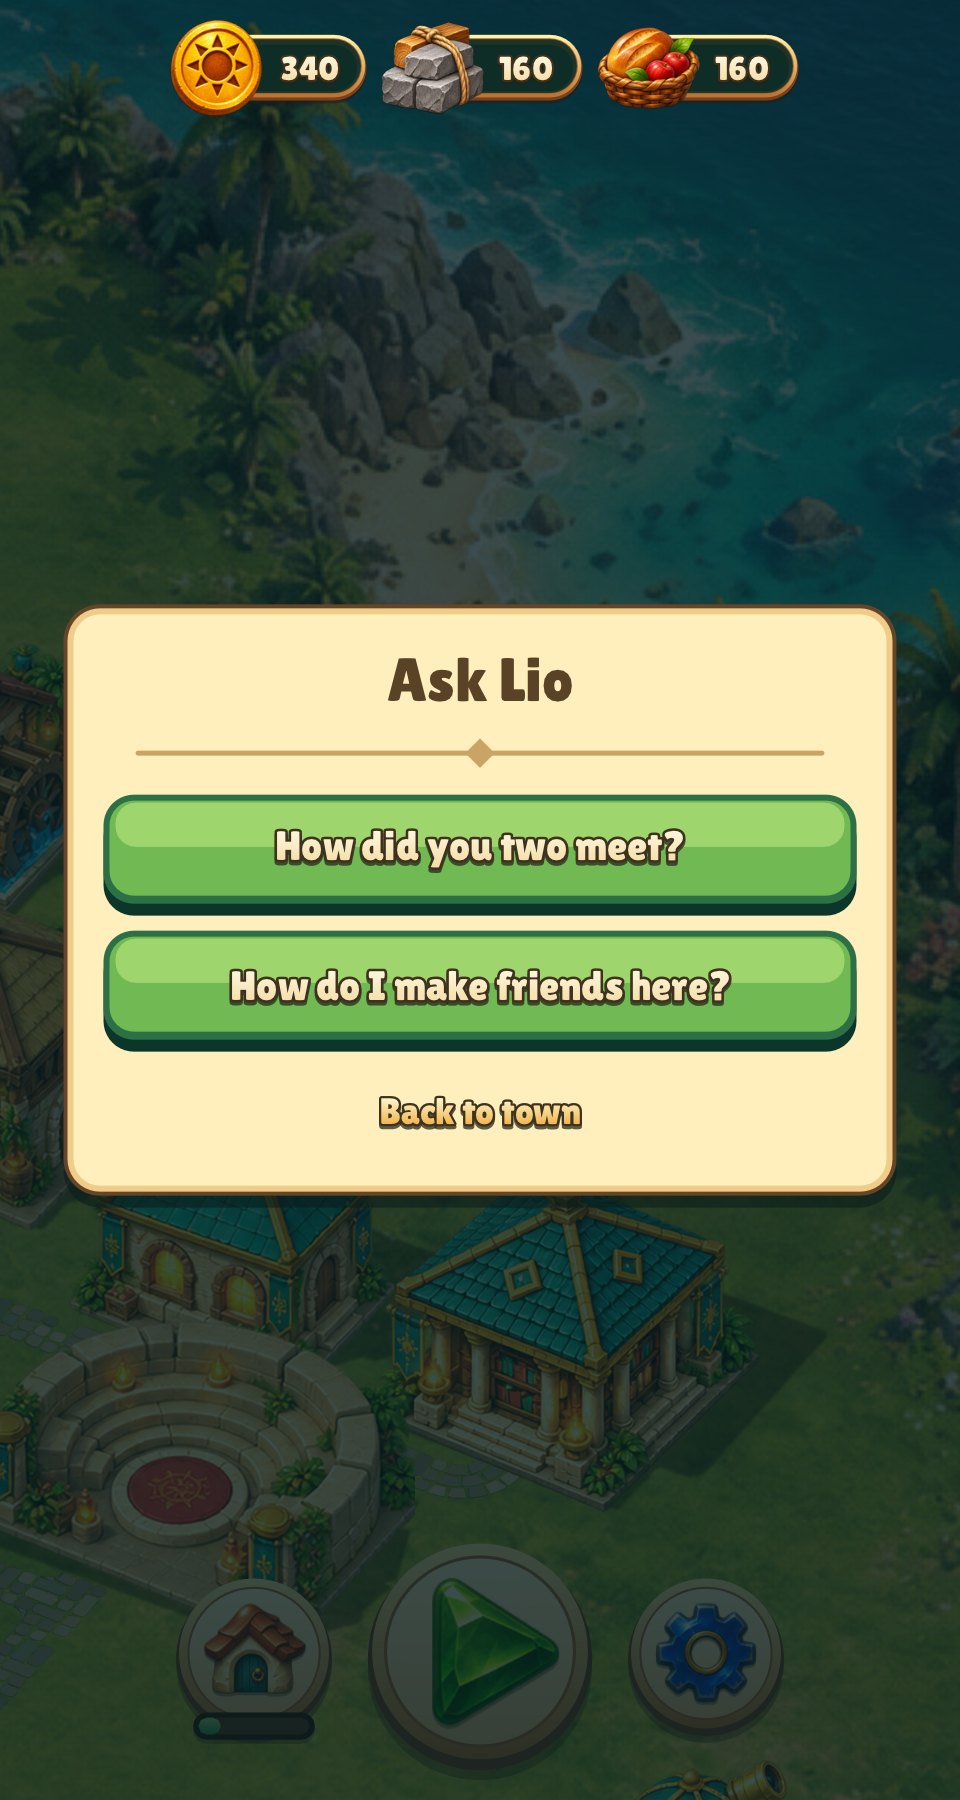 340
160
160
Ask Lio
How did you two meet?
How do I make friends here?
Back to town